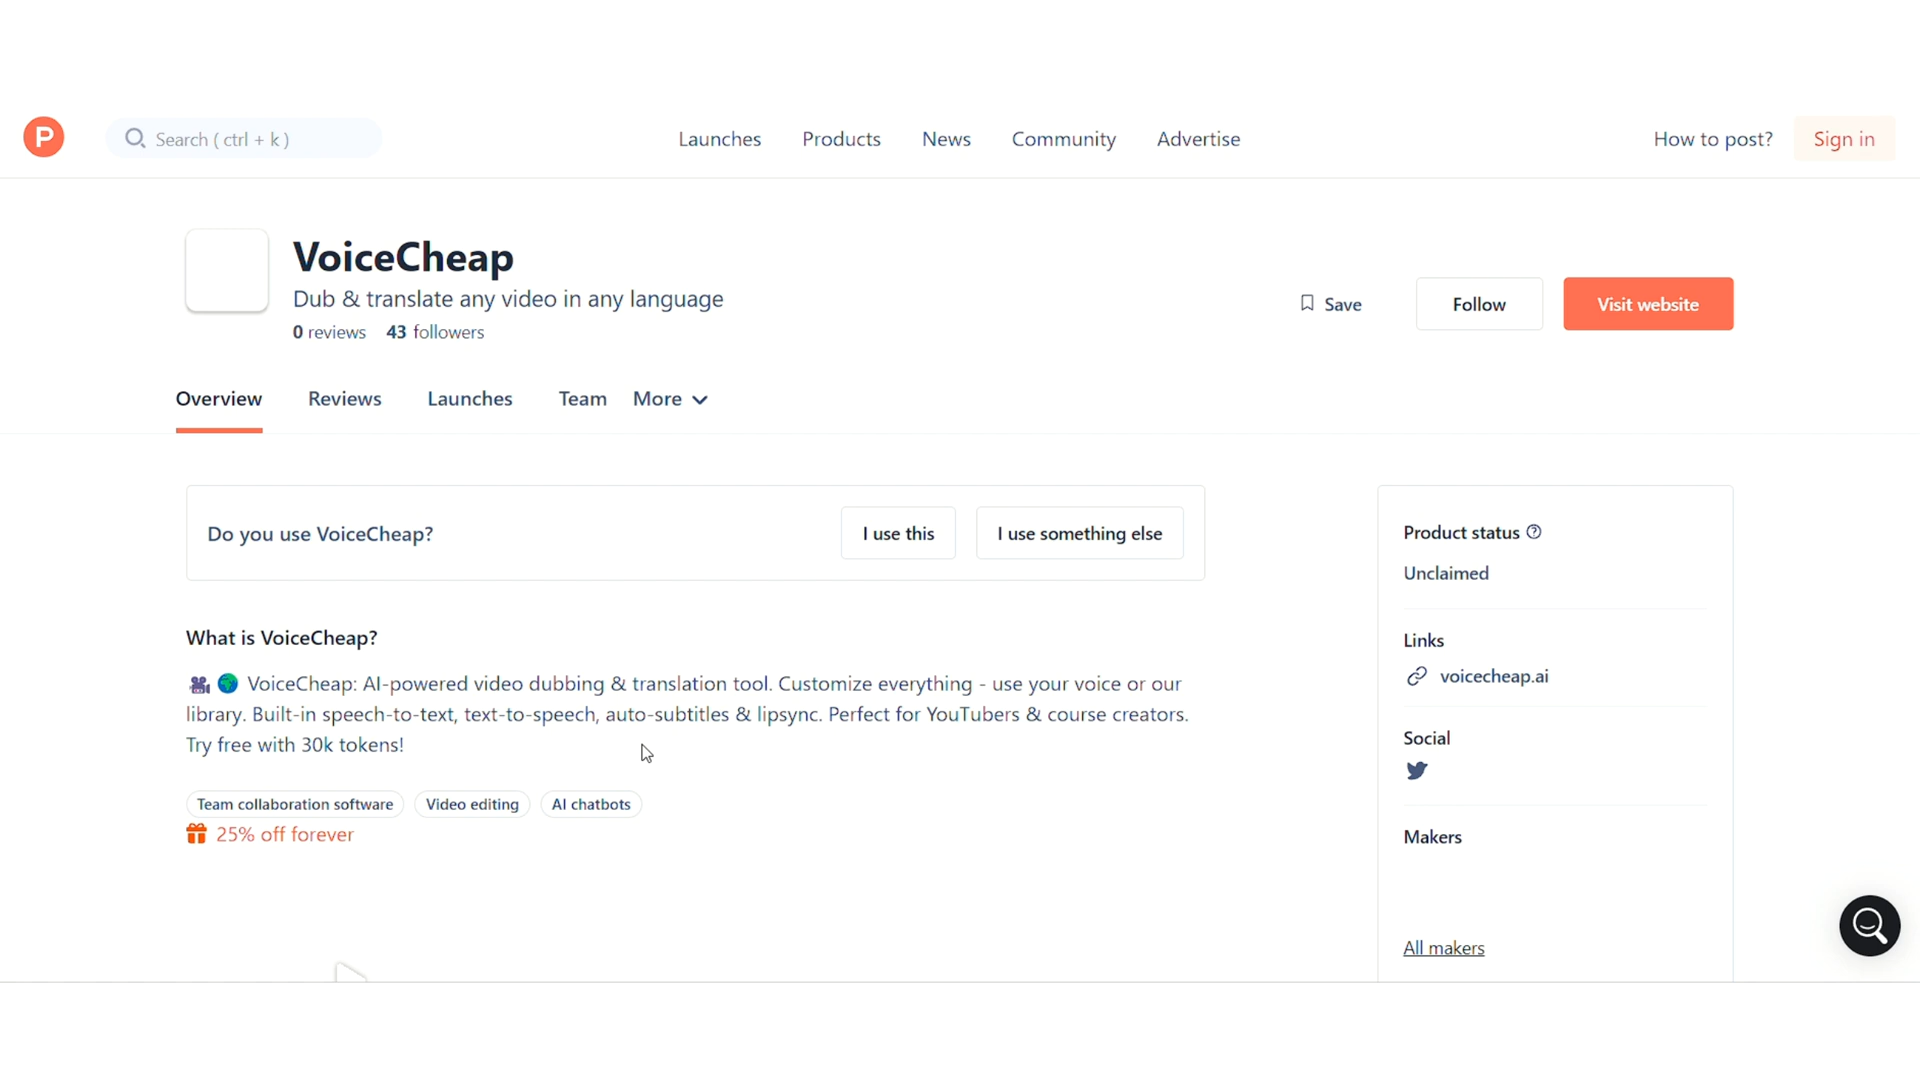 P
Search ( ctrl + k )
Launches
Products
News
Community
Advertise
How to post?
Sign in
VoiceCheap
Dub & translate any video in any language
0 reviews 43 followers
Save
Follow
Visit website
Overview
Reviews
Launches
Team
More
Do you use VoiceCheap?
I use this
I use something else
What is VoiceCheap?
🎥🌍 VoiceCheap: AI-powered video dubbing & translation tool. Customize everything - use your voice or our
library. Built-in speech-to-text, text-to-speech, auto-subtitles & lipsync. Perfect for YouTubers & course creators.
Try free with 30k tokens!
Team collaboration software
Video editing
AI chatbots
25% off forever
Product status
Unclaimed
Links
voicecheap.ai
Social
Makers
All makers